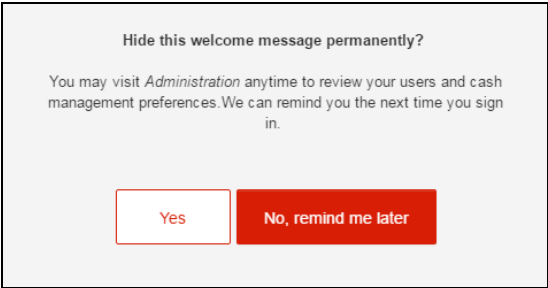 Hide this welcome message permanently?
You may visit Administration anytime to review your users and cash
management preferences.We can remind you the next time you sign
in.
Yes
No, remind me later